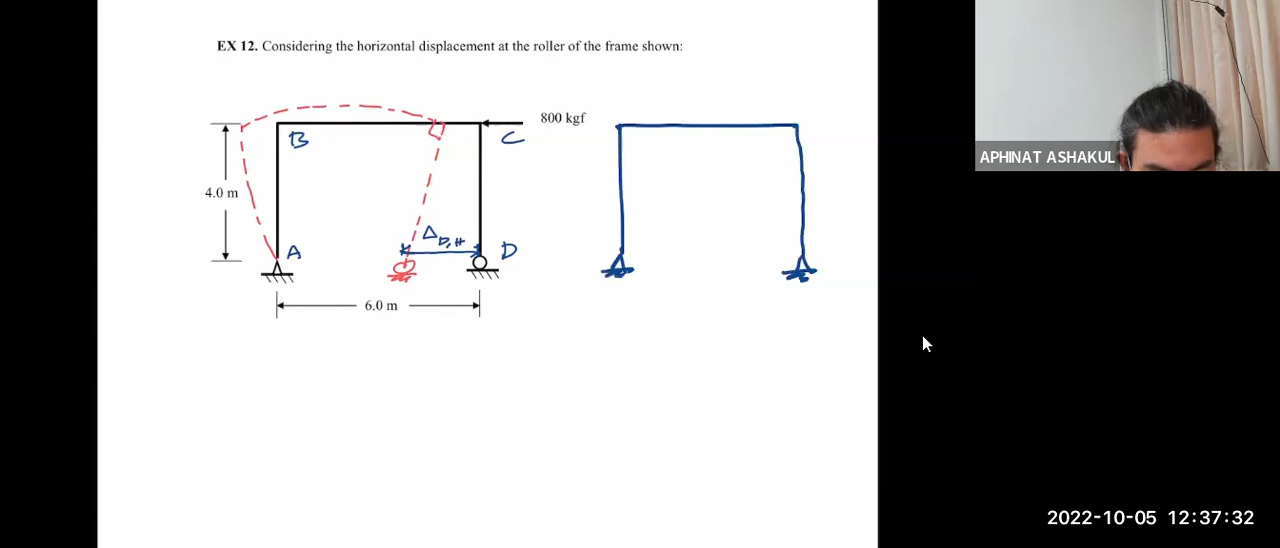 EX 12. Considering the horizontal displacement at the roller of the frame shown:
800 kgf
B
C
4.0 m
A
Δ D,H
D
6.0 m
APHINAT ASHAKUL
2022-10-05 12:37:32